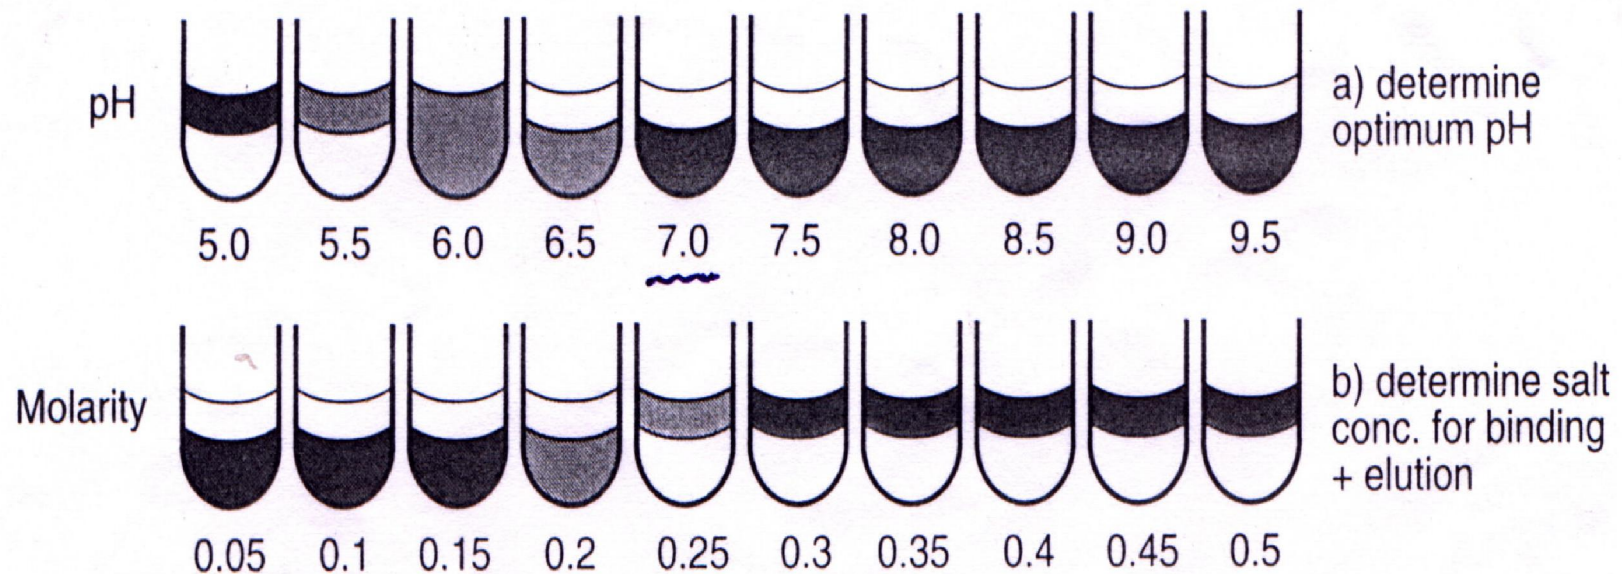 pH
a) determine
optimum pH
5.0 5.5 6.0 6.5 7.0 7.5 8.0 8.5 9.0 9.5
Molarity
b) determine salt
conc. for binding
+ elution
0.05 0.1 0.15 0.2 0.25 0.3 0.35 0.4 0.45 0.5